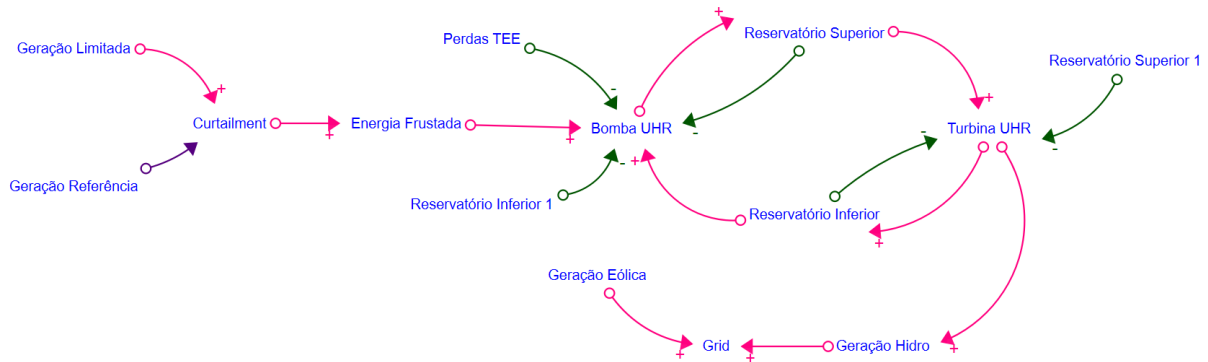 Geração Limitada
Perdas TEE
Reservatório Superior
Reservatório Superior 1
+
+
-
-
+
-
-
Curtailment
+
Energia Frustada
+
Bomba UHR
Turbina UHR
-
+
Geração Referência
Reservatório Inferior 1
Reservatório Inferior
+
Geração Eólica
Grid
+
+
Geração Hidro
+